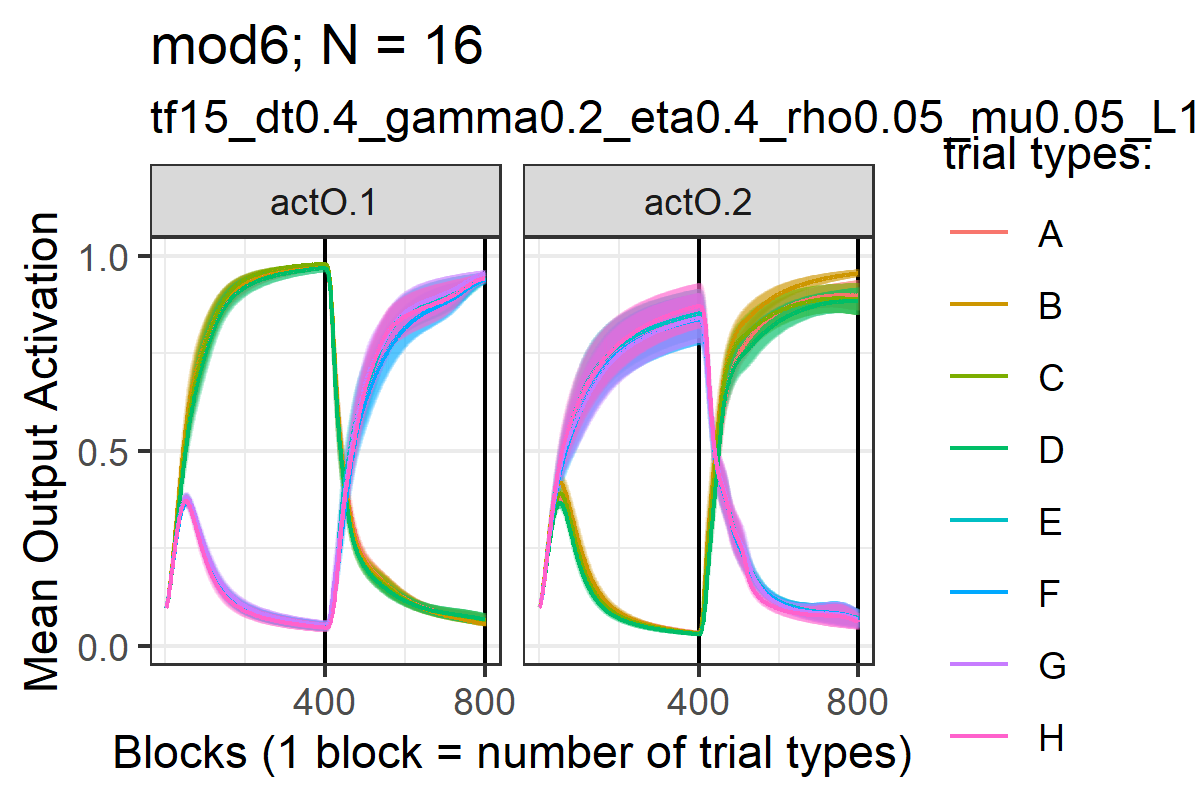 mod6; N = 16
tf15_dt0.4_gamma0.2_eta0.4_rho0.05_mu0.05_L1
trial types:
actO.1
actO.2
A
B
C
D
E
F
G
H
Mean Output Activation
1.0
0.5
0.0
400
800
400
800
Blocks (1 block = number of trial types)